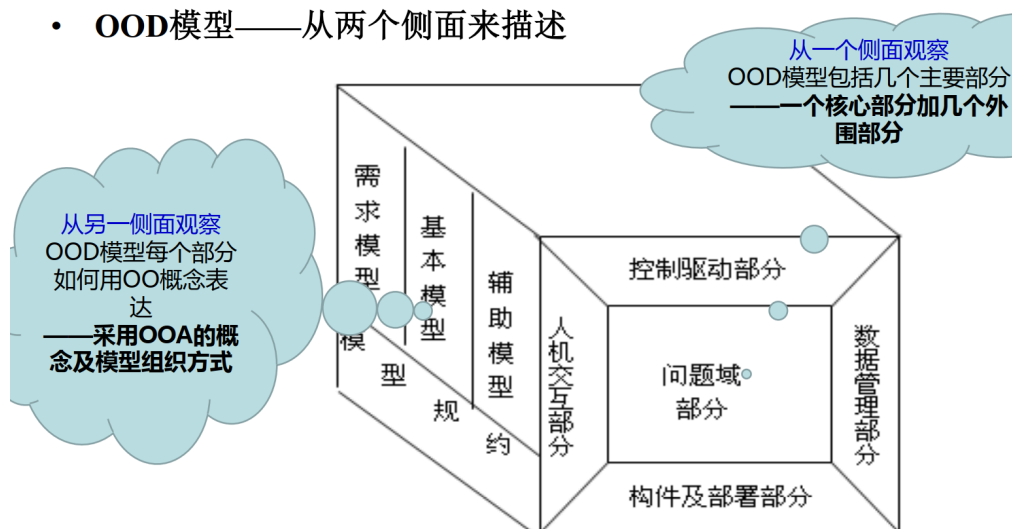 • OOD模型——从两个侧面来描述
从一个侧面观察
OOD模型包括几个主要部分
——一个核心部分加几个外
围部分
从另一侧面观察
OOD模型每个部分
如何用OO概念表
达
——采用OOA的概
念及模型组织方式
需求模型
基本模型
辅助模型
模型规约
控制驱动部分
人机交互部分
问题域
部分
数据管理部分
构件及部署部分